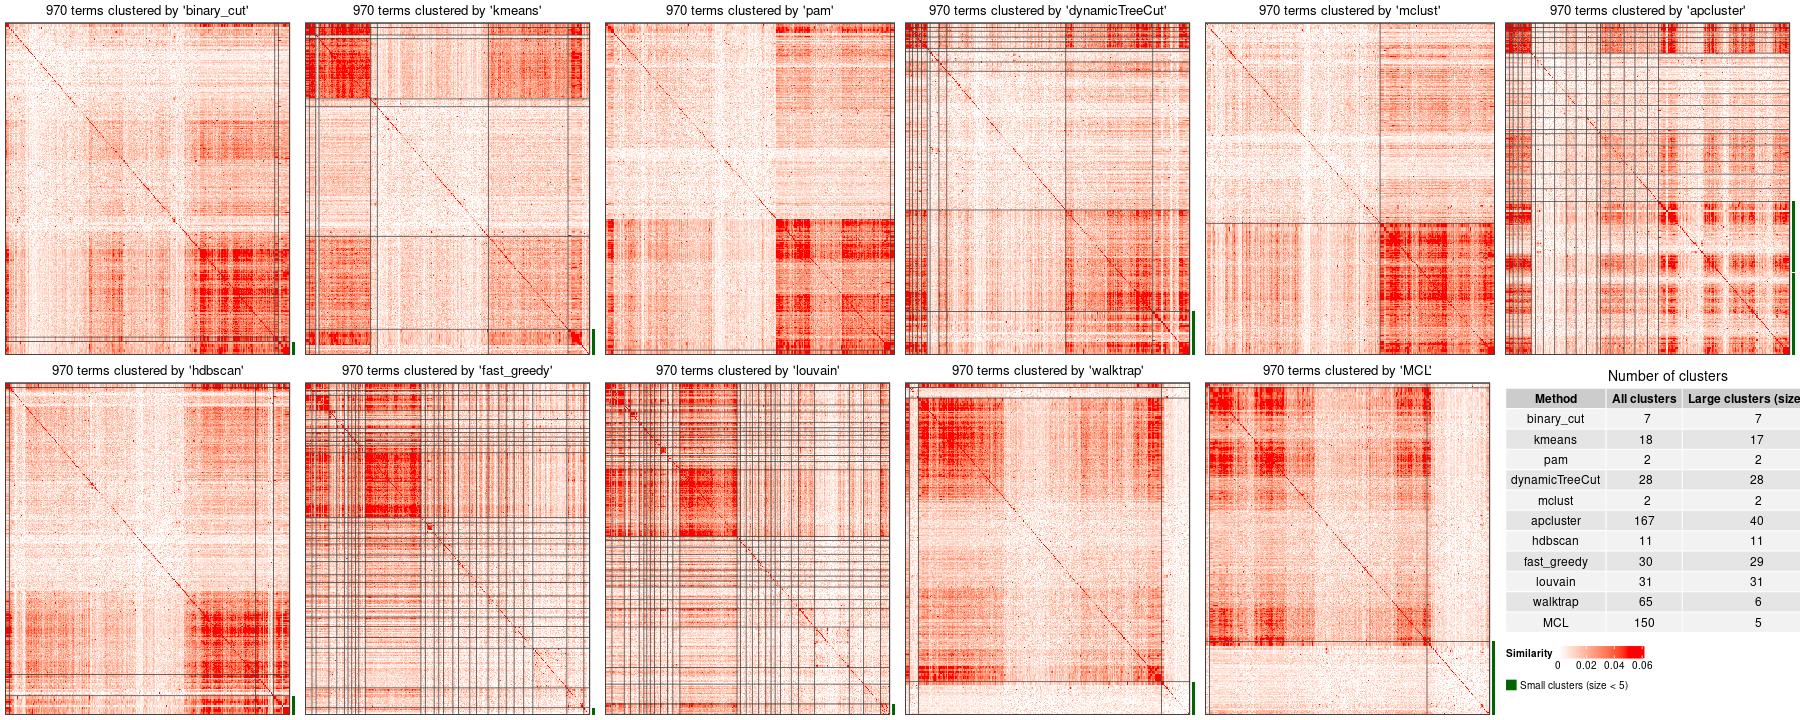 970 terms clustered by 'binary_cut'
970 terms clustered by 'kmeans'
970 terms clustered by 'pam'
970 terms clustered by 'dynamicTreeCut'
970 terms clustered by 'mclust'
970 terms clustered by 'apcluster'
970 terms clustered by 'hdbscan'
970 terms clustered by 'fast_greedy'
970 terms clustered by 'louvain'
970 terms clustered by 'walktrap'
970 terms clustered by 'MCL'
Number of clusters
Method All clusters Large clusters (size
binary_cut 7 7
kmeans 18 17
pam 2 2
dynamicTreeCut 28 28
mclust 2 2
apcluster 167 40
hdbscan 11 11
fast_greedy 30 29
louvain 31 31
walktrap 65 6
MCL 150 5
Similarity
0 0.02 0.04 0.06
Small clusters (size < 5)